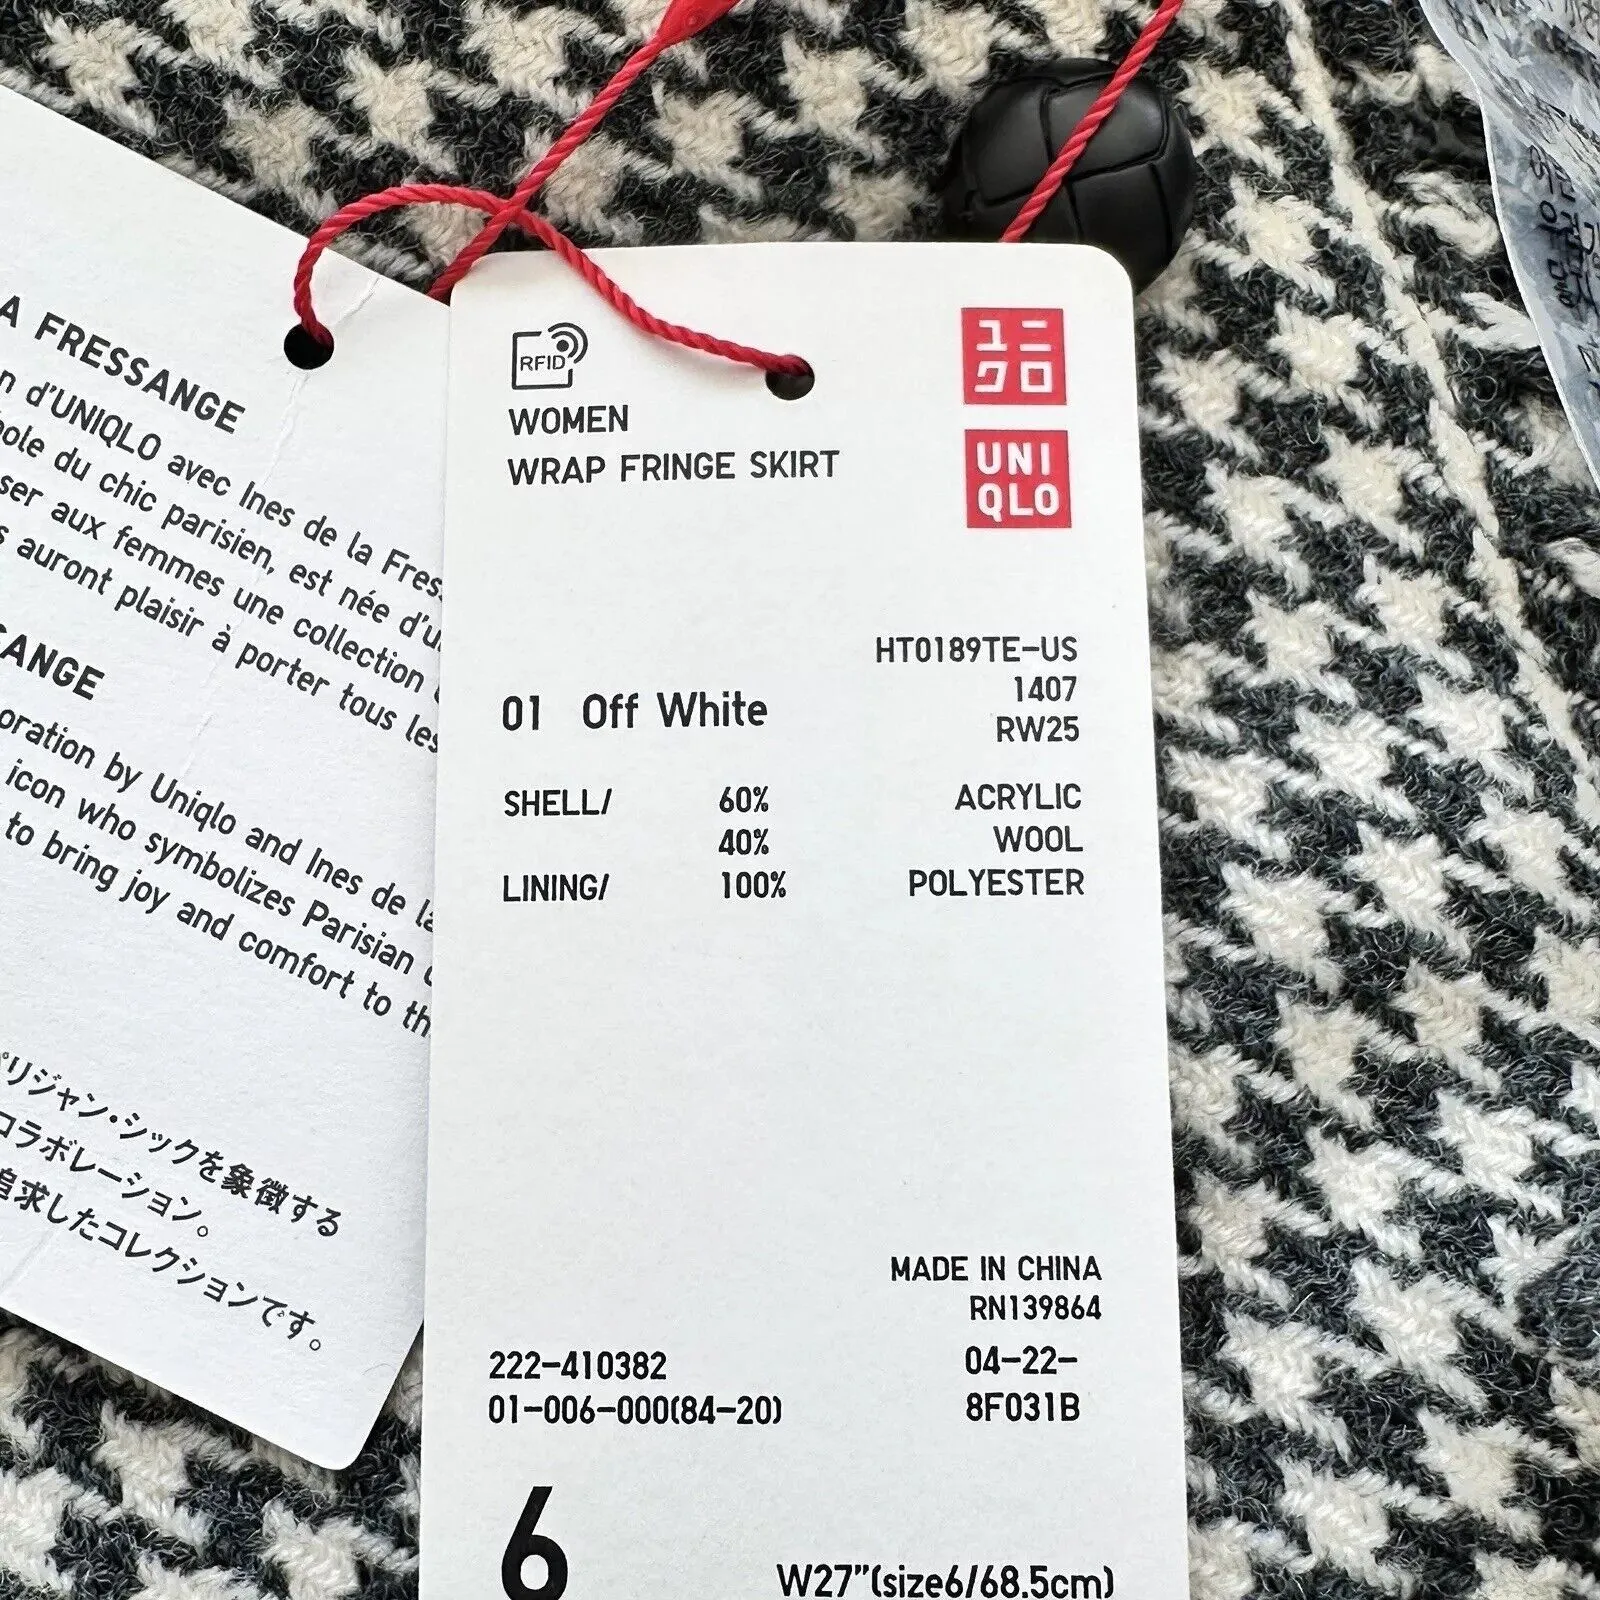 A FRESSANGE
n d'UNIQLO avec Ines de la Fres
bole du chic parisien, est née d'u
ser aux femmes une collection
s auront plaisir à porter tous les
SANGE
oration by Uniqlo and Ines de la
icon who symbolizes Parisian
to bring joy and comfort to th
パリジャン・シックを象徴する
コラボレーション。
追求したコレクションです。
RFID
WOMEN
WRAP FRINGE SKIRT
ユニ
クロ
UNI
QLO
HT0189TE-US
1407
RW25
01 Off White
SHELL/ 60% ACRYLIC
40% WOOL
LINING/ 100% POLYESTER
MADE IN CHINA
RN139864
222-410382 04-22-
01-006-000(84-20) 8F031B
6 W27"(size6/68.5cm)